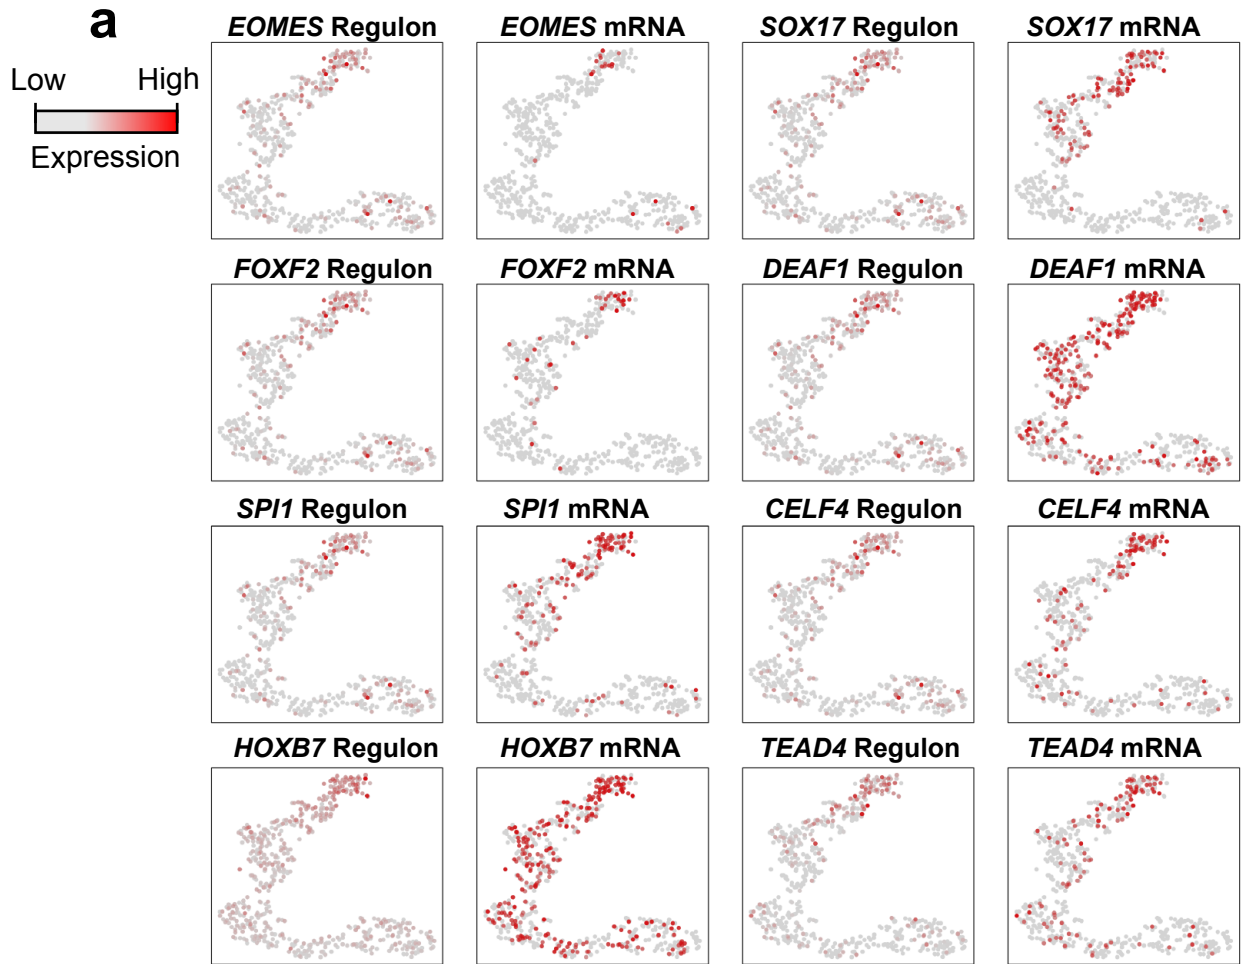 a
Low High
Expression
EOMES Regulon
EOMES mRNA
SOX17 Regulon
SOX17 mRNA
FOXF2 Regulon
FOXF2 mRNA
DEAF1 Regulon
DEAF1 mRNA
SPI1 Regulon
SPI1 mRNA
CELF4 Regulon
CELF4 mRNA
HOXB7 Regulon
HOXB7 mRNA
TEAD4 Regulon
TEAD4 mRNA